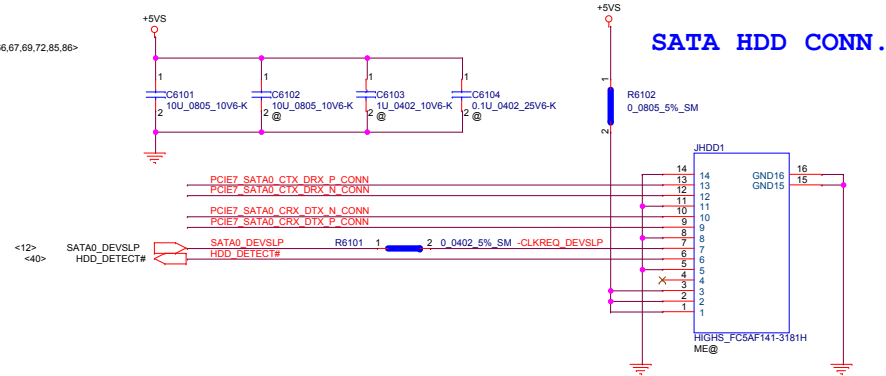 +5VS
+5VS
SATA HDD CONN.
6,67,69,72,85,86>
1
1
1
1
1
C6101
C6102
C6103
C6104
R6102
10U_0805_10V6-K
10U_0805_10V6-K
1U_0402_10V6-K
0.1U_0402_25V6-K
0_0805_5%_SM
2
2
@
2
@
2
@
2
JHDD1
14
14
GND16
16
PCIE7_SATA0_CTX_DRX_P_CONN
13
13
GND15
15
PCIE7_SATA0_CTX_DRX_N_CONN
12
12
11
11
PCIE7_SATA0_CRX_DTX_N_CONN
10
10
PCIE7_SATA0_CRX_DTX_P_CONN
9
9
8
8
<12>
SATA0_DEVSLP
SATA0_DEVSLP
R6101
1
2
0_0402_5%_SM
-CLKREQ_DEVSLP
7
7
<40>
HDD_DETECT#
HDD_DETECT#
6
6
5
5
4
4
3
3
2
2
1
1
HIGHS_FC5AF141-3181H
ME@